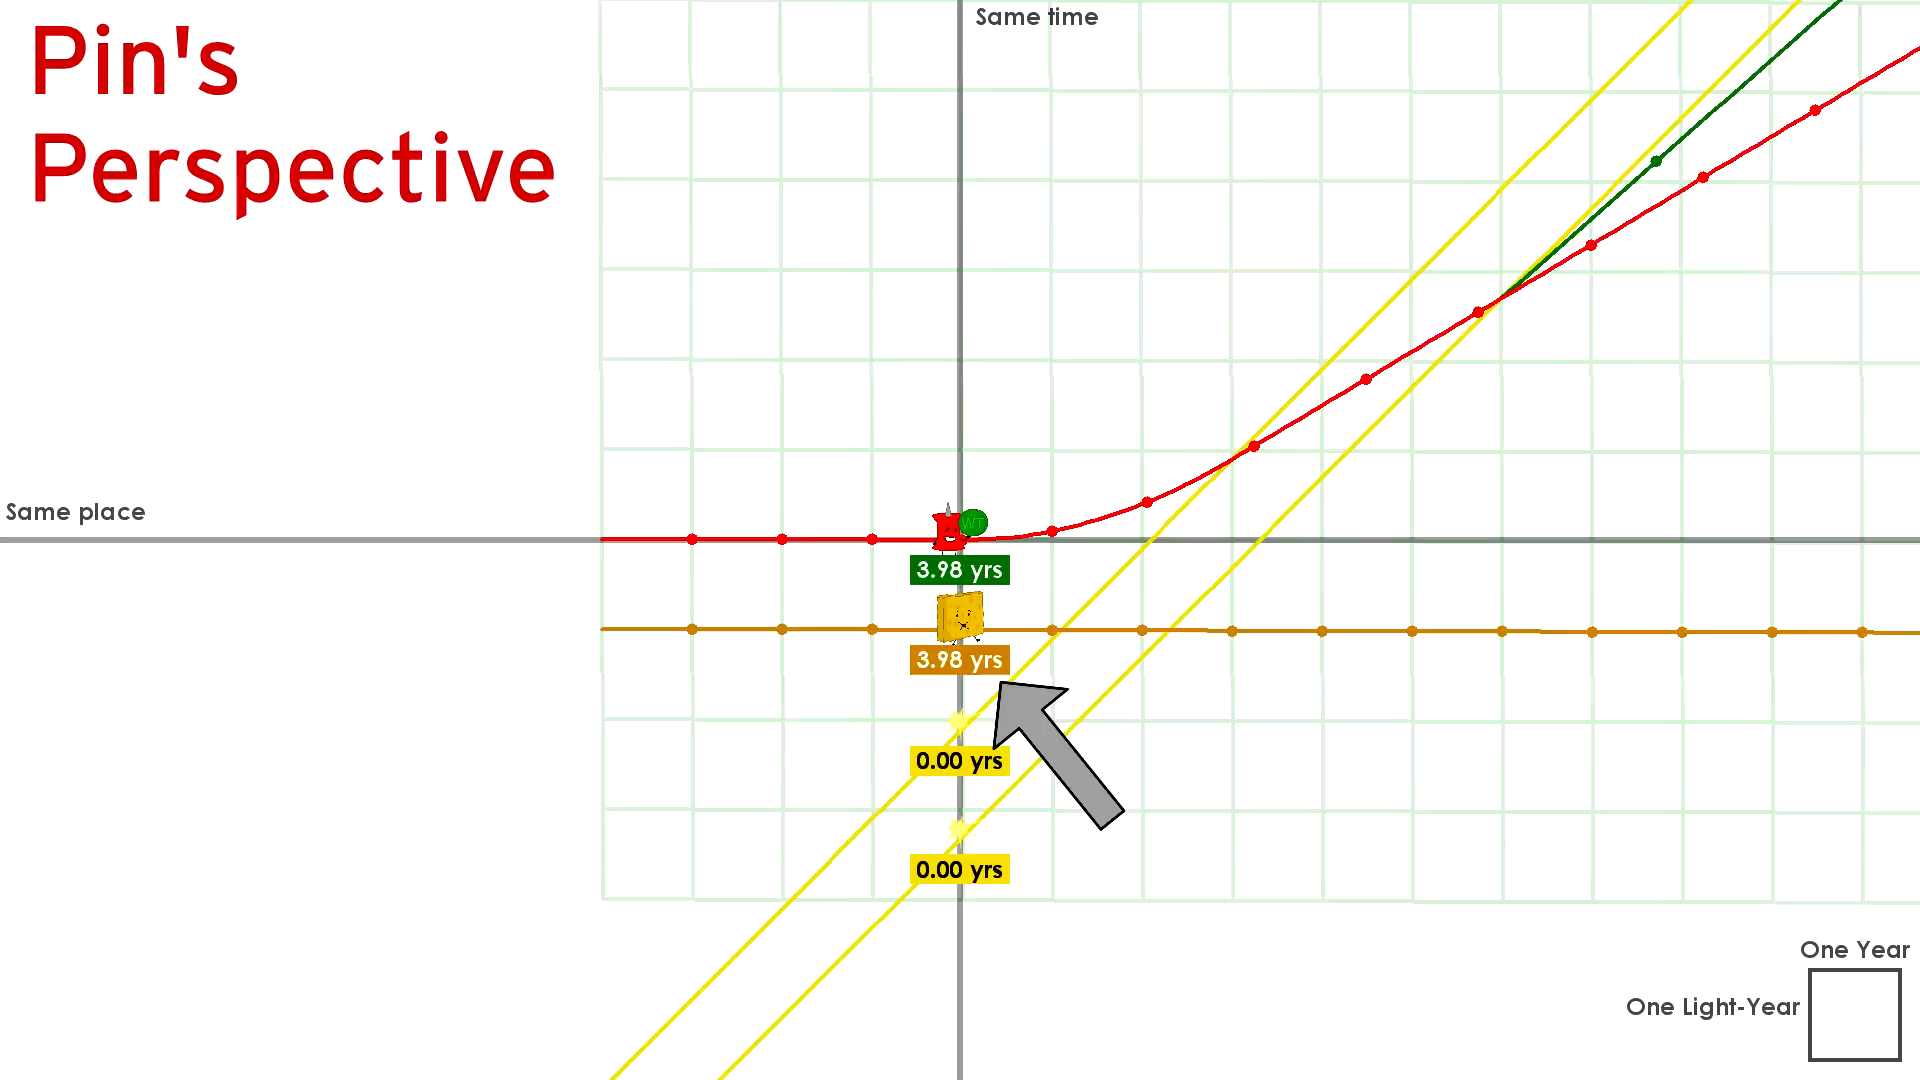 Pin's
Perspective
Same time
Same place
WT
3.98 yrs
3.98 yrs
0.00 yrs
0.00 yrs
One Year
One Light-Year